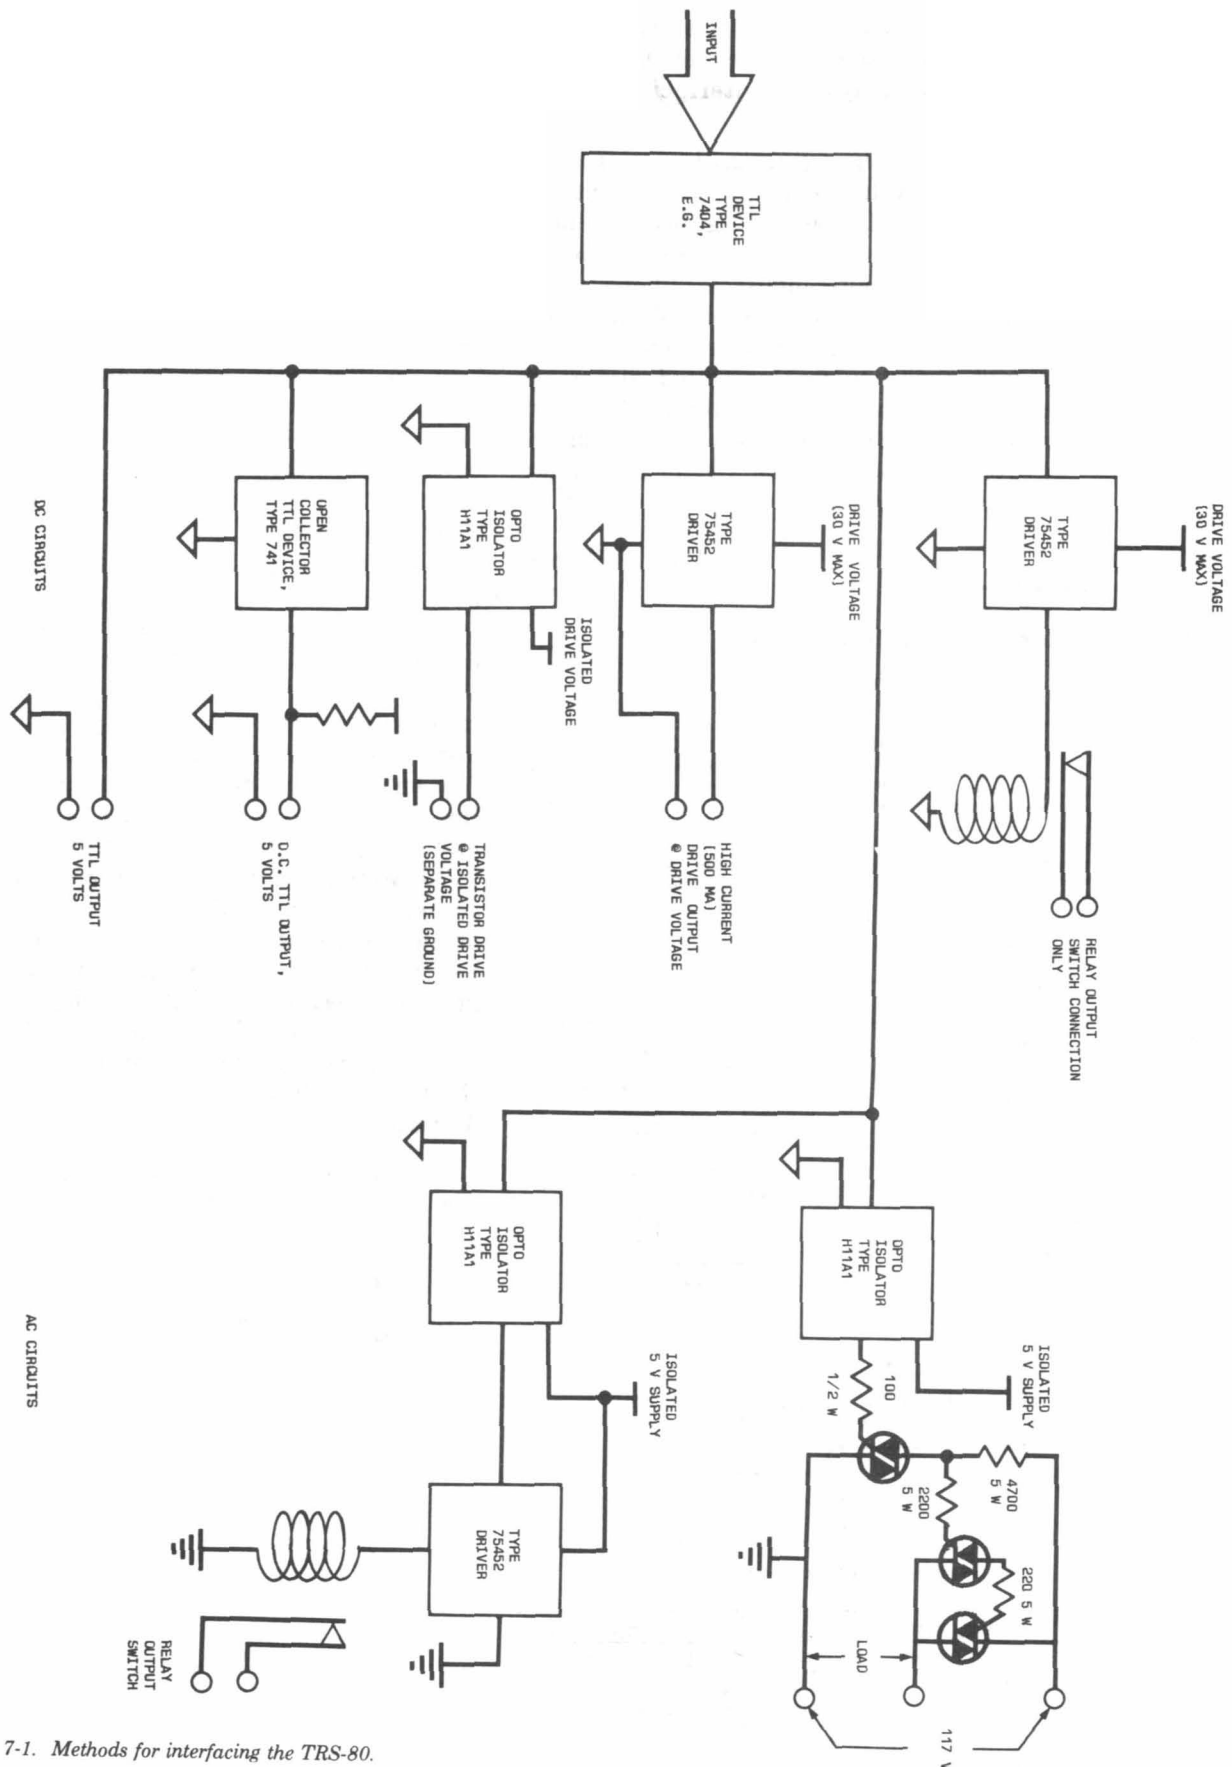 INPUT
TTL
DEVICE
TYPE
7404,
E.G.
DRIVE VOLTAGE
(30 V MAX)
TYPE
75452
DRIVER
RELAY OUTPUT
SWITCH CONNECTION
ONLY
DRIVE VOLTAGE
(30 V MAX)
TYPE
75452
DRIVER
HIGH CURRENT
(500 MA)
DRIVE OUTPUT
@ DRIVE VOLTAGE
OPTO
ISOLATOR
TYPE
H11A1
ISOLATED
DRIVE VOLTAGE
TRANSISTOR DRIVE
@ ISOLATED DRIVE
VOLTAGE
(SEPARATE GROUND)
OPEN
COLLECTOR
TTL DEVICE,
TYPE 741
O.C. TTL OUTPUT,
5 VOLTS
TTL OUTPUT
5 VOLTS
DC CIRCUITS
OPTO
ISOLATOR
TYPE
H11A1
ISOLATED
5 V SUPPLY
100
1/2 W
4700
5 W
2200
5 W
220 5 W
LOAD
117 V
OPTO
ISOLATOR
TYPE
H11A1
ISOLATED
5 V SUPPLY
TYPE
75452
DRIVER
RELAY
OUTPUT
SWITCH
AC CIRCUITS
7-1. Methods for interfacing the TRS-80.